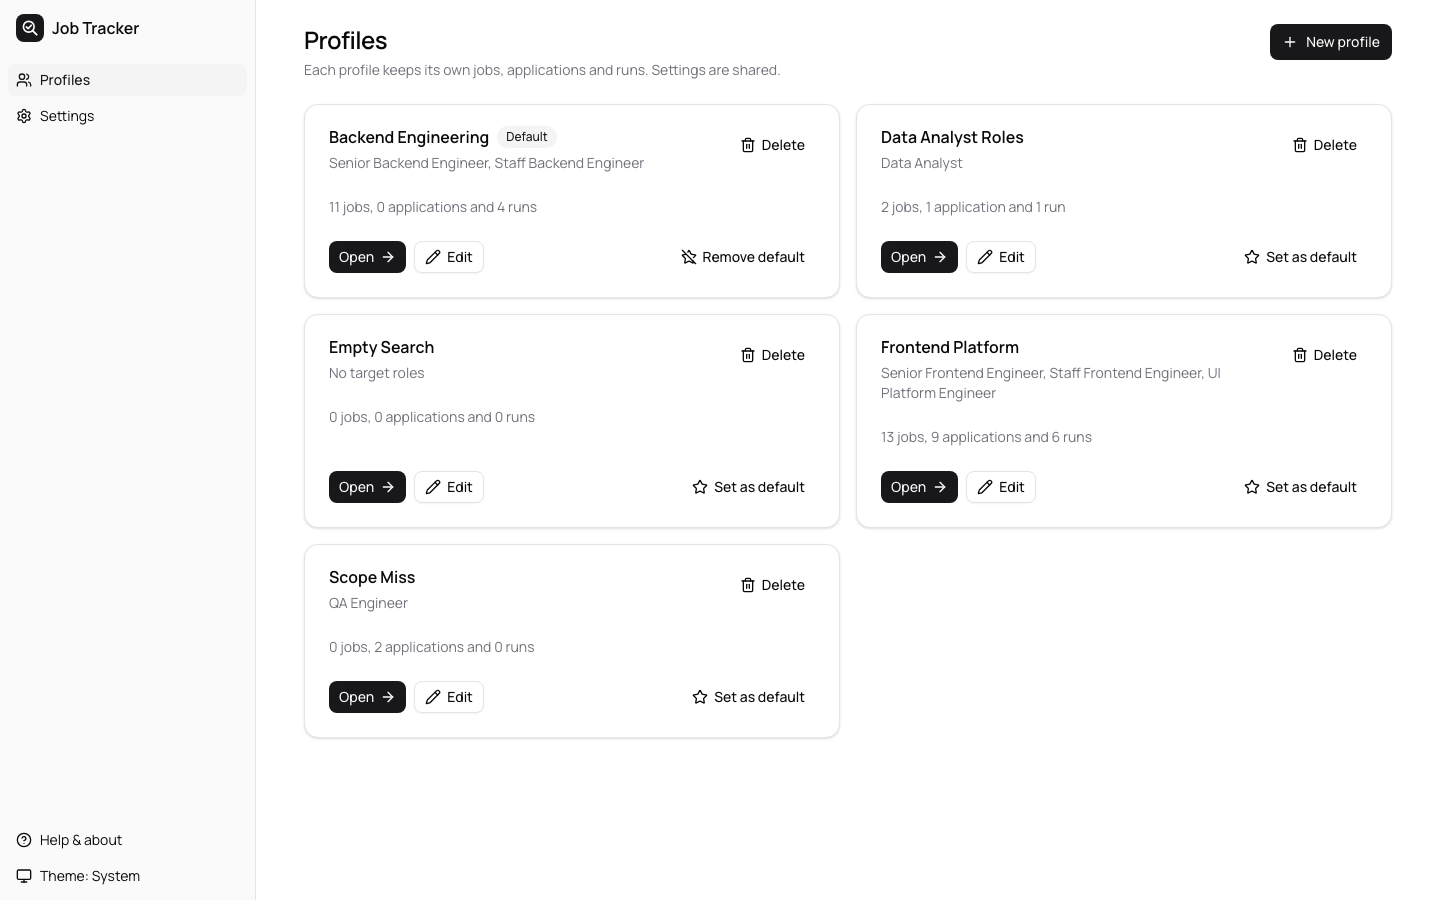 Job Tracker
Profiles
Settings
Help & about
Theme: System
Profiles
Each profile keeps its own jobs, applications and runs. Settings are shared.
New profile
Backend Engineering Default
Senior Backend Engineer, Staff Backend Engineer
Delete
11 jobs, 0 applications and 4 runs
Open Edit Remove default
Data Analyst Roles
Data Analyst
Delete
2 jobs, 1 application and 1 run
Open Edit Set as default
Empty Search
No target roles
Delete
0 jobs, 0 applications and 0 runs
Open Edit Set as default
Frontend Platform
Senior Frontend Engineer, Staff Frontend Engineer, UI
Platform Engineer
Delete
13 jobs, 9 applications and 6 runs
Open Edit Set as default
Scope Miss
QA Engineer
Delete
0 jobs, 2 applications and 0 runs
Open Edit Set as default